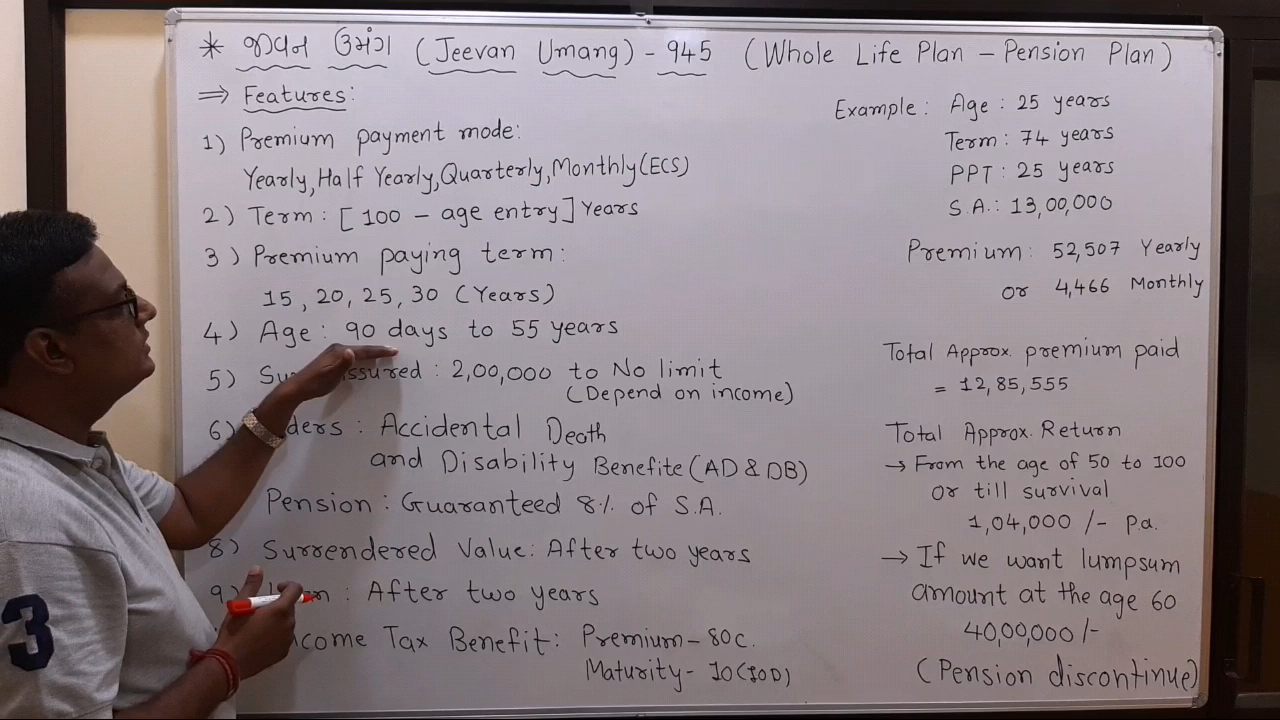 * જીવન ઉમંગ (Jeevan Umang) - 945 (Whole Life Plan - Pension Plan)
⇒ Features:
1) Premium payment mode:
Yearly, Half Yearly, Quarterly, Monthly (ECS)
2) Term: [100 - age entry] Years
3) Premium paying term:
15, 20, 25, 30 (Years)
4) Age: 90 days to 55 years
5) Su ssured : 2,00,000 to No limit
(Depend on income)
6) ders : Accidental Death
and Disability Benefite (AD & DB)
Pension : Guaranteed 8% of S.A.
8) Surrendered Value: After two years
9) n : After two years
ncome Tax Benefit: Premium - 80C.
Maturity - 10(10D)
Example: Age : 25 years
Term : 74 years
PPT : 25 years
S.A.: 13,00,000
Premium: 52,507 Yearly
or 4,466 Monthly
Total Approx. premium paid
= 12,85,555
Total Approx. Return
→ From the age of 50 to 100
or till survival
1,04,000 /- p.a.
→ If we want lumpsum
amount at the age 60
40,00,000/-
(Pension discontinue)
3